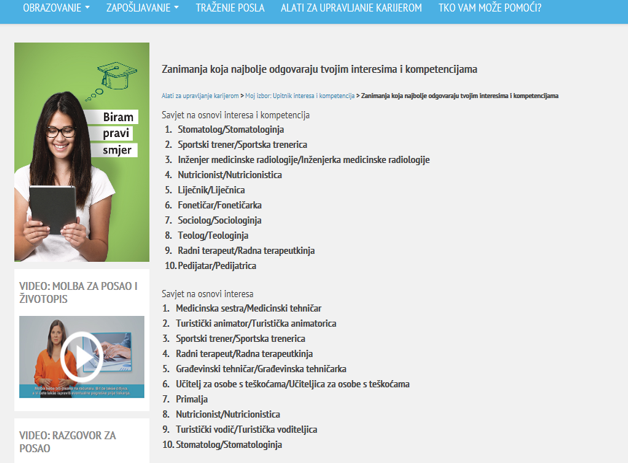 OBRAZOVANJE ZAPOŠLJAVANJE TRAŽENJE POSLA ALATI ZA UPRAVLJANJE KARIJEROM TKO VAM MOŽE POMOĆI?
Biram
pravi
smjer
VIDEO: MOLBA ZA POSAO I
ŽIVOTOPIS
VIDEO: RAZGOVOR ZA
POSAO
Zanimanja koja najbolje odgovaraju tvojim interesima i kompetencijama
Alati za upravljanje karijerom > Moj izbor: Upitnik interesa i kompetencija > Zanimanja koja najbolje odgovaraju tvojim interesima i kompetencijama
Savjet na osnovi interesa i kompetencija
1. Stomatolog/Stomatologinja
2. Sportski trener/Sportska trenerica
3. Inženjer medicinske radiologije/Inženjerka medicinske radiologije
4. Nutricionist/Nutricionistica
5. Liječnik/Liječnica
6. Fonetičar/Fonetičarka
7. Sociolog/Sociologinja
8. Teolog/Teologinja
9. Radni terapeut/Radna terapeutkinja
10. Pedijatar/Pedijatrica
Savjet na osnovi interesa
1. Medicinska sestra/Medicinski tehničar
2. Turistički animator/Turistička animatorica
3. Sportski trener/Sportska trenerica
4. Radni terapeut/Radna terapeutkinja
5. Građevinski tehničar/Građevinska tehničarka
6. Učitelj za osobe s teškoćama/Učiteljica za osobe s teškoćama
7. Primalja
8. Nutricionist/Nutricionistica
9. Turistički vodič/Turistička voditeljica
10. Stomatolog/Stomatologinja